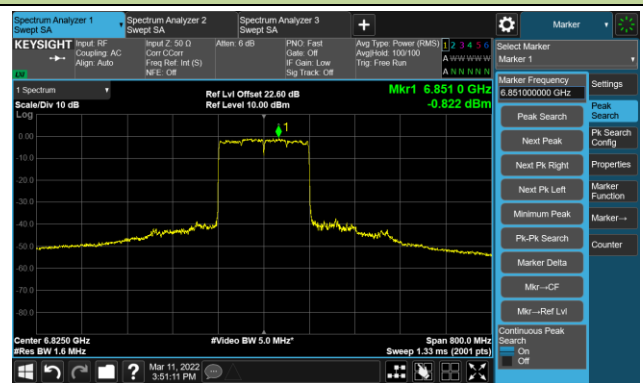 Spectrum Analyzer 1
Swept SA
Spectrum Analyzer 2
Swept SA
Spectrum Analyzer 3
Swept SA
Marker
KEYSIGHT
Input: RF
Coupling: AC
Align: Auto
Input Z: 50 Ω
Corr CCorr
Freq Ref: Int (S)
NFE: Off
Atten: 6 dB
PNO: Fast
Gate: Off
IF Gain: Low
Sig Track: Off
Avg Type: Power (RMS)
Avg|Hold: 100/100
Trig: Free Run
1 2 3 4 5 6
A W W W W W
A N N N N N
Select Marker
Marker 1
1 Spectrum
Scale/Div 10 dB
Log
Ref Lvl Offset 22.60 dB
Ref Level 10.00 dBm
Mkr1 6.851 0 GHz
-0.822 dBm
1
0.00
-10.0
-20.0
-30.0
-40.0
-50.0
-60.0
-70.0
-80.0
Center 6.8250 GHz
#Res BW 1.6 MHz
#Video BW 5.0 MHz*
Span 800.0 MHz
Sweep 1.33 ms (2001 pts)
Marker Frequency
6.851000000 GHz
Peak Search
Next Peak
Next Pk Right
Next Pk Left
Minimum Peak
Pk-Pk Search
Marker Delta
Mkr→CF
Mkr→Ref Lvl
Continuous Peak
Search
On
Off
Settings
Peak
Search
Pk Search
Config
Properties
Marker
Function
Marker→
Counter
?
Mar 11, 2022
3:51:11 PM